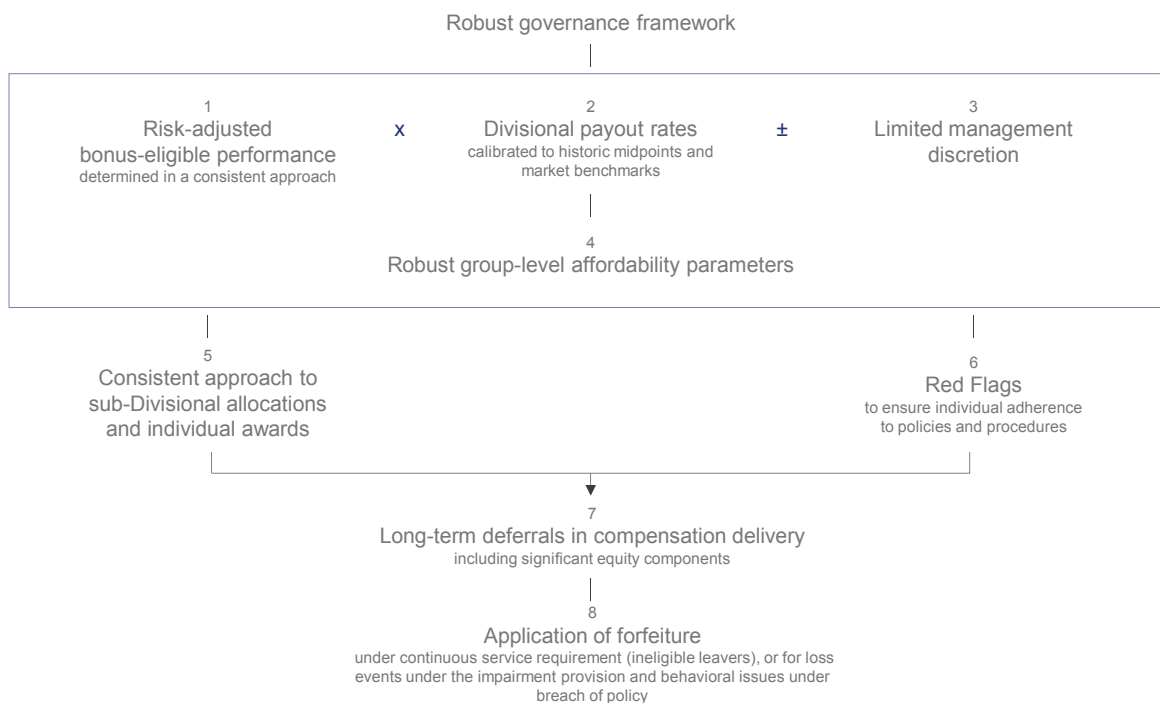 Robust governance framework
1
Risk-adjusted
bonus-eligible performance
determined in a consistent approach
x
2
Divisional payout rates
calibrated to historic midpoints and
market benchmarks
±
3
Limited management
discretion
4
Robust group-level affordability parameters
5
Consistent approach to
sub-Divisional allocations
and individual awards
6
Red Flags
to ensure individual adherence
to policies and procedures
7
Long-term deferrals in compensation delivery
including significant equity components
8
Application of forfeiture
under continuous service requirement (ineligible leavers), or for loss
events under the impairment provision and behavioral issues under
breach of policy